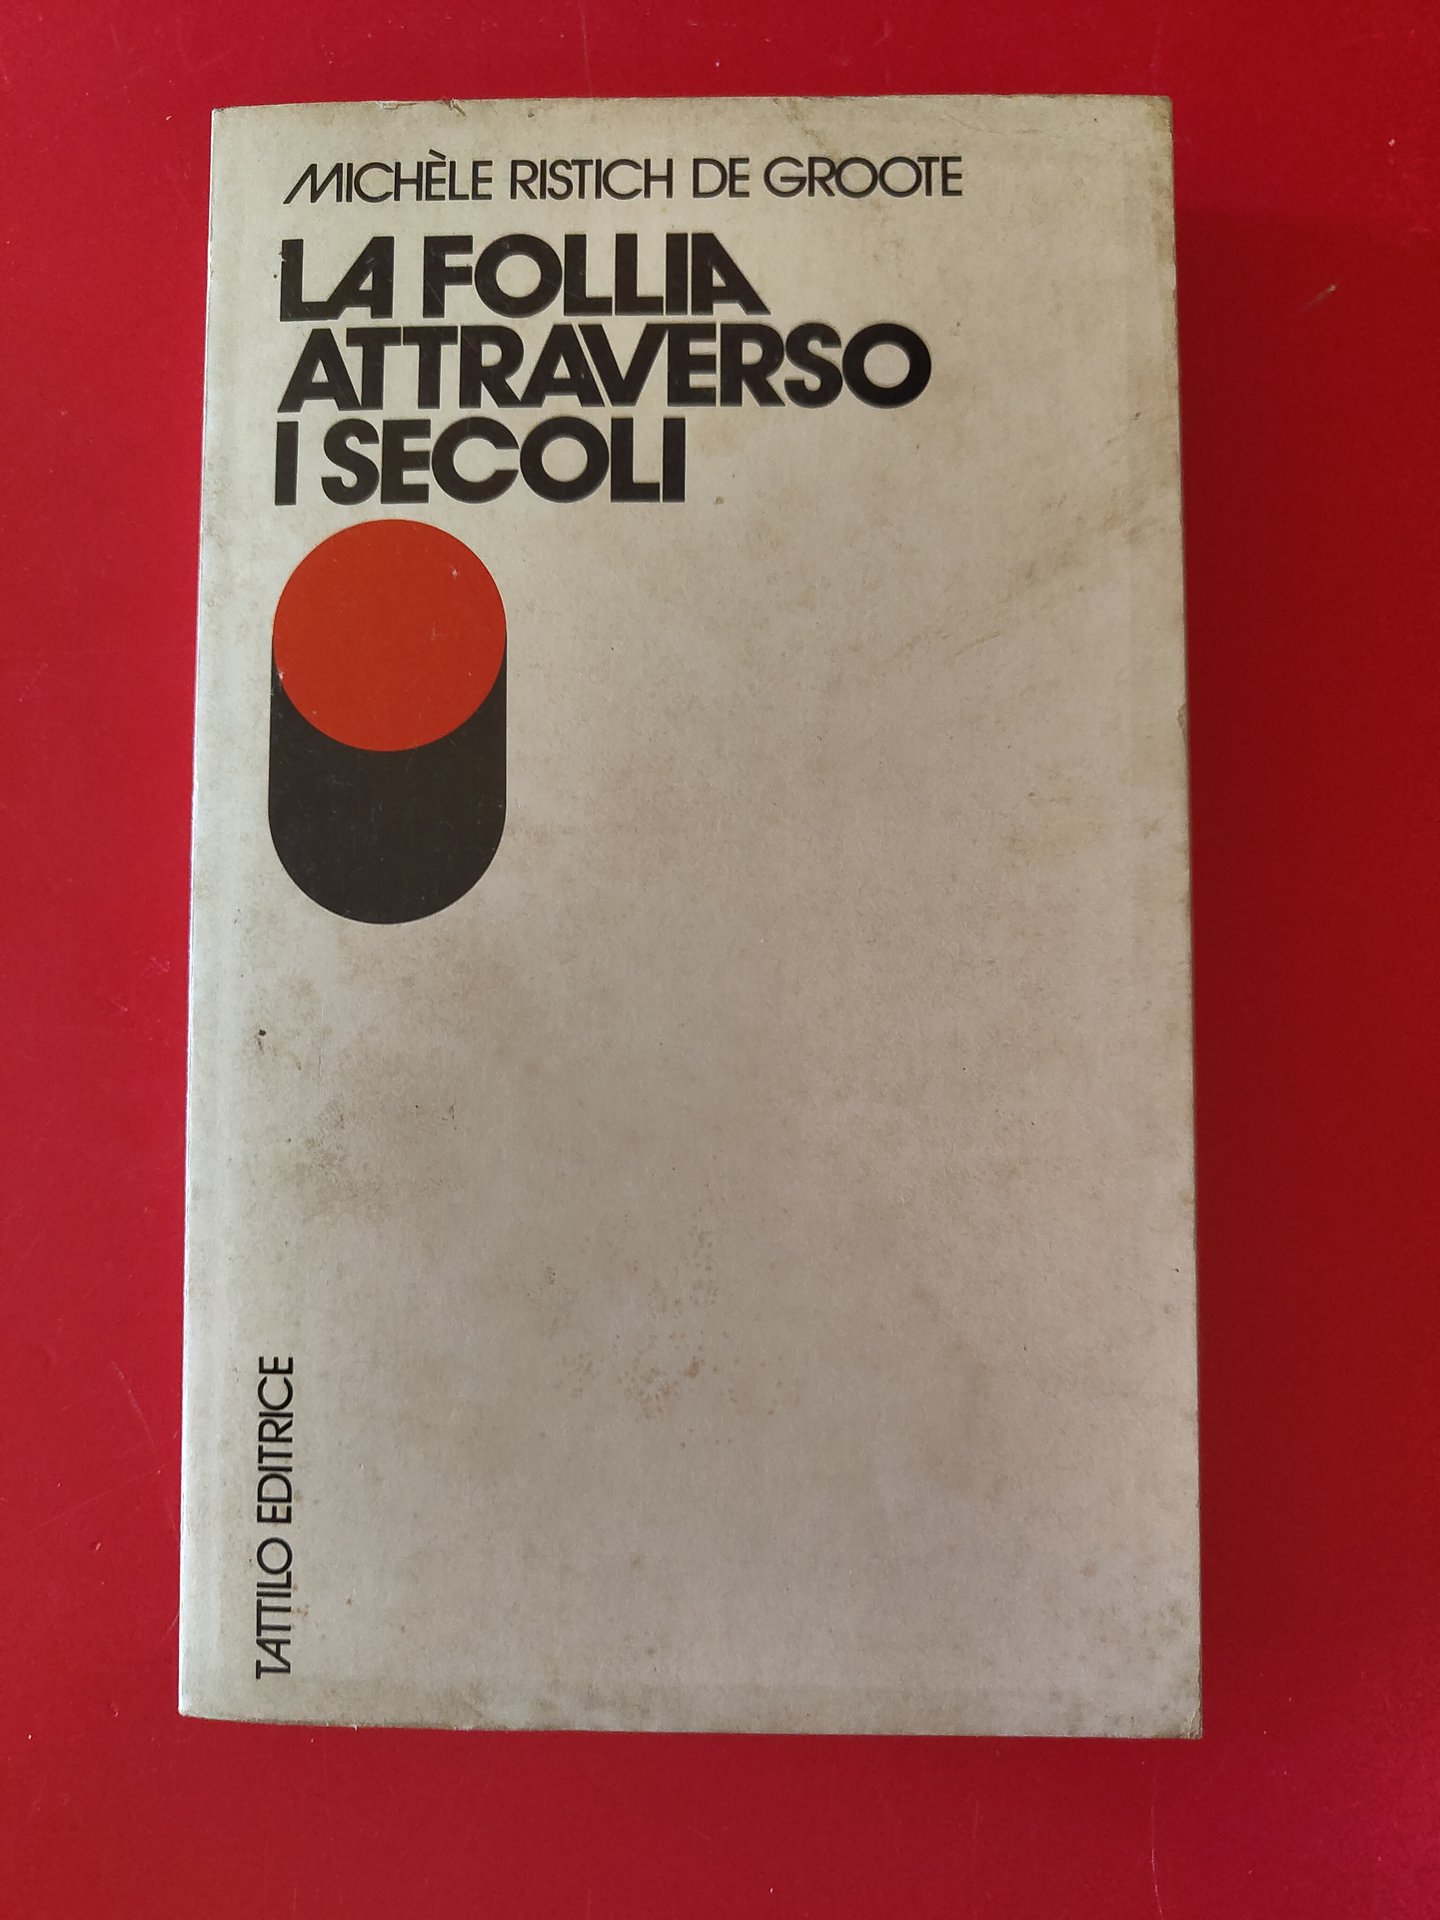 MICHÈLE RISTICH DE GROOTE
LA FOLLIA
ATTRAVERSO
I SECOLI
TATTILO EDITRICE